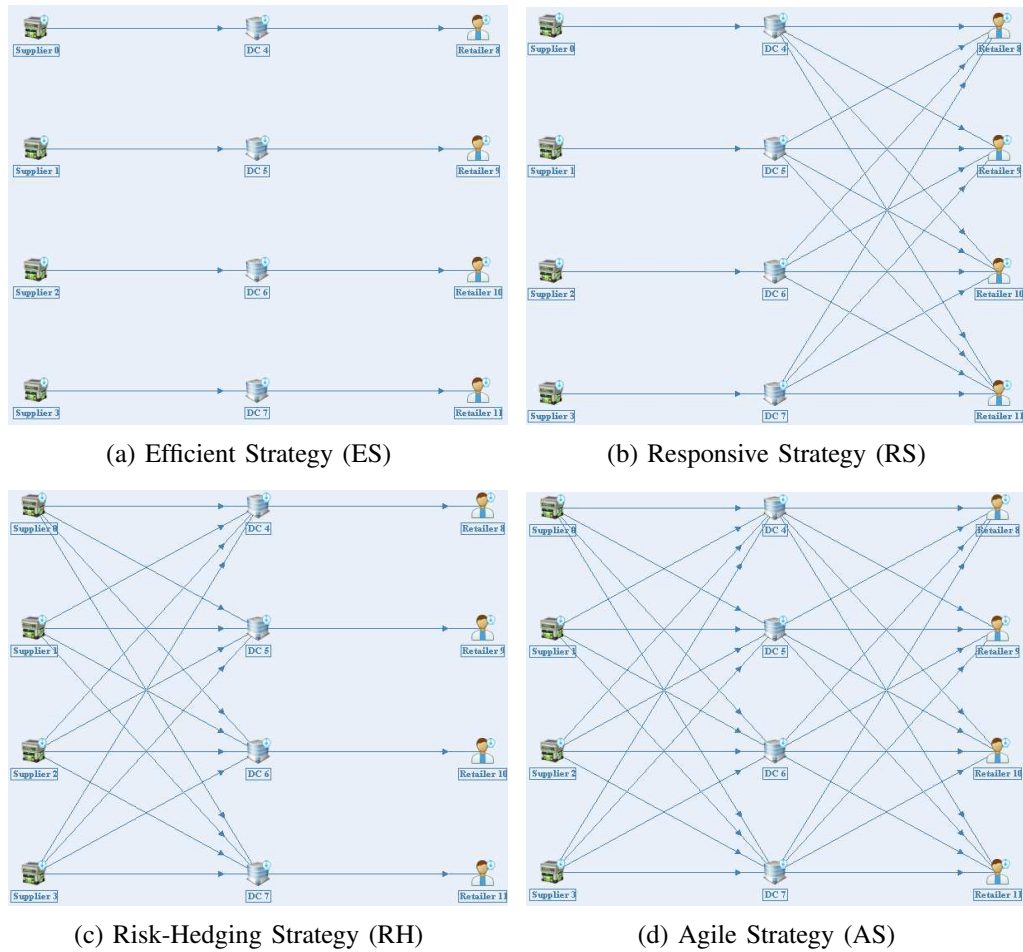 Supplier 0 DC 4 Retailer 8
Supplier 1 DC 5 Retailer 9
Supplier 2 DC 6 Retailer 10
Supplier 3 DC 7 Retailer 11
(a) Efficient Strategy (ES)
Supplier 0 DC 4 Retailer 8
Supplier 1 DC 5 Retailer 9
Supplier 2 DC 6 Retailer 10
Supplier 3 DC 7 Retailer 11
(b) Responsive Strategy (RS)
Supplier 0 DC 4 Retailer 8
Supplier 1 DC 5 Retailer 9
Supplier 2 DC 6 Retailer 10
Supplier 3 DC 7 Retailer 11
(c) Risk-Hedging Strategy (RH)
Supplier 0 DC 4 Retailer 8
Supplier 1 DC 5 Retailer 9
Supplier 2 DC 6 Retailer 10
Supplier 3 DC 7 Retailer 11
(d) Agile Strategy (AS)